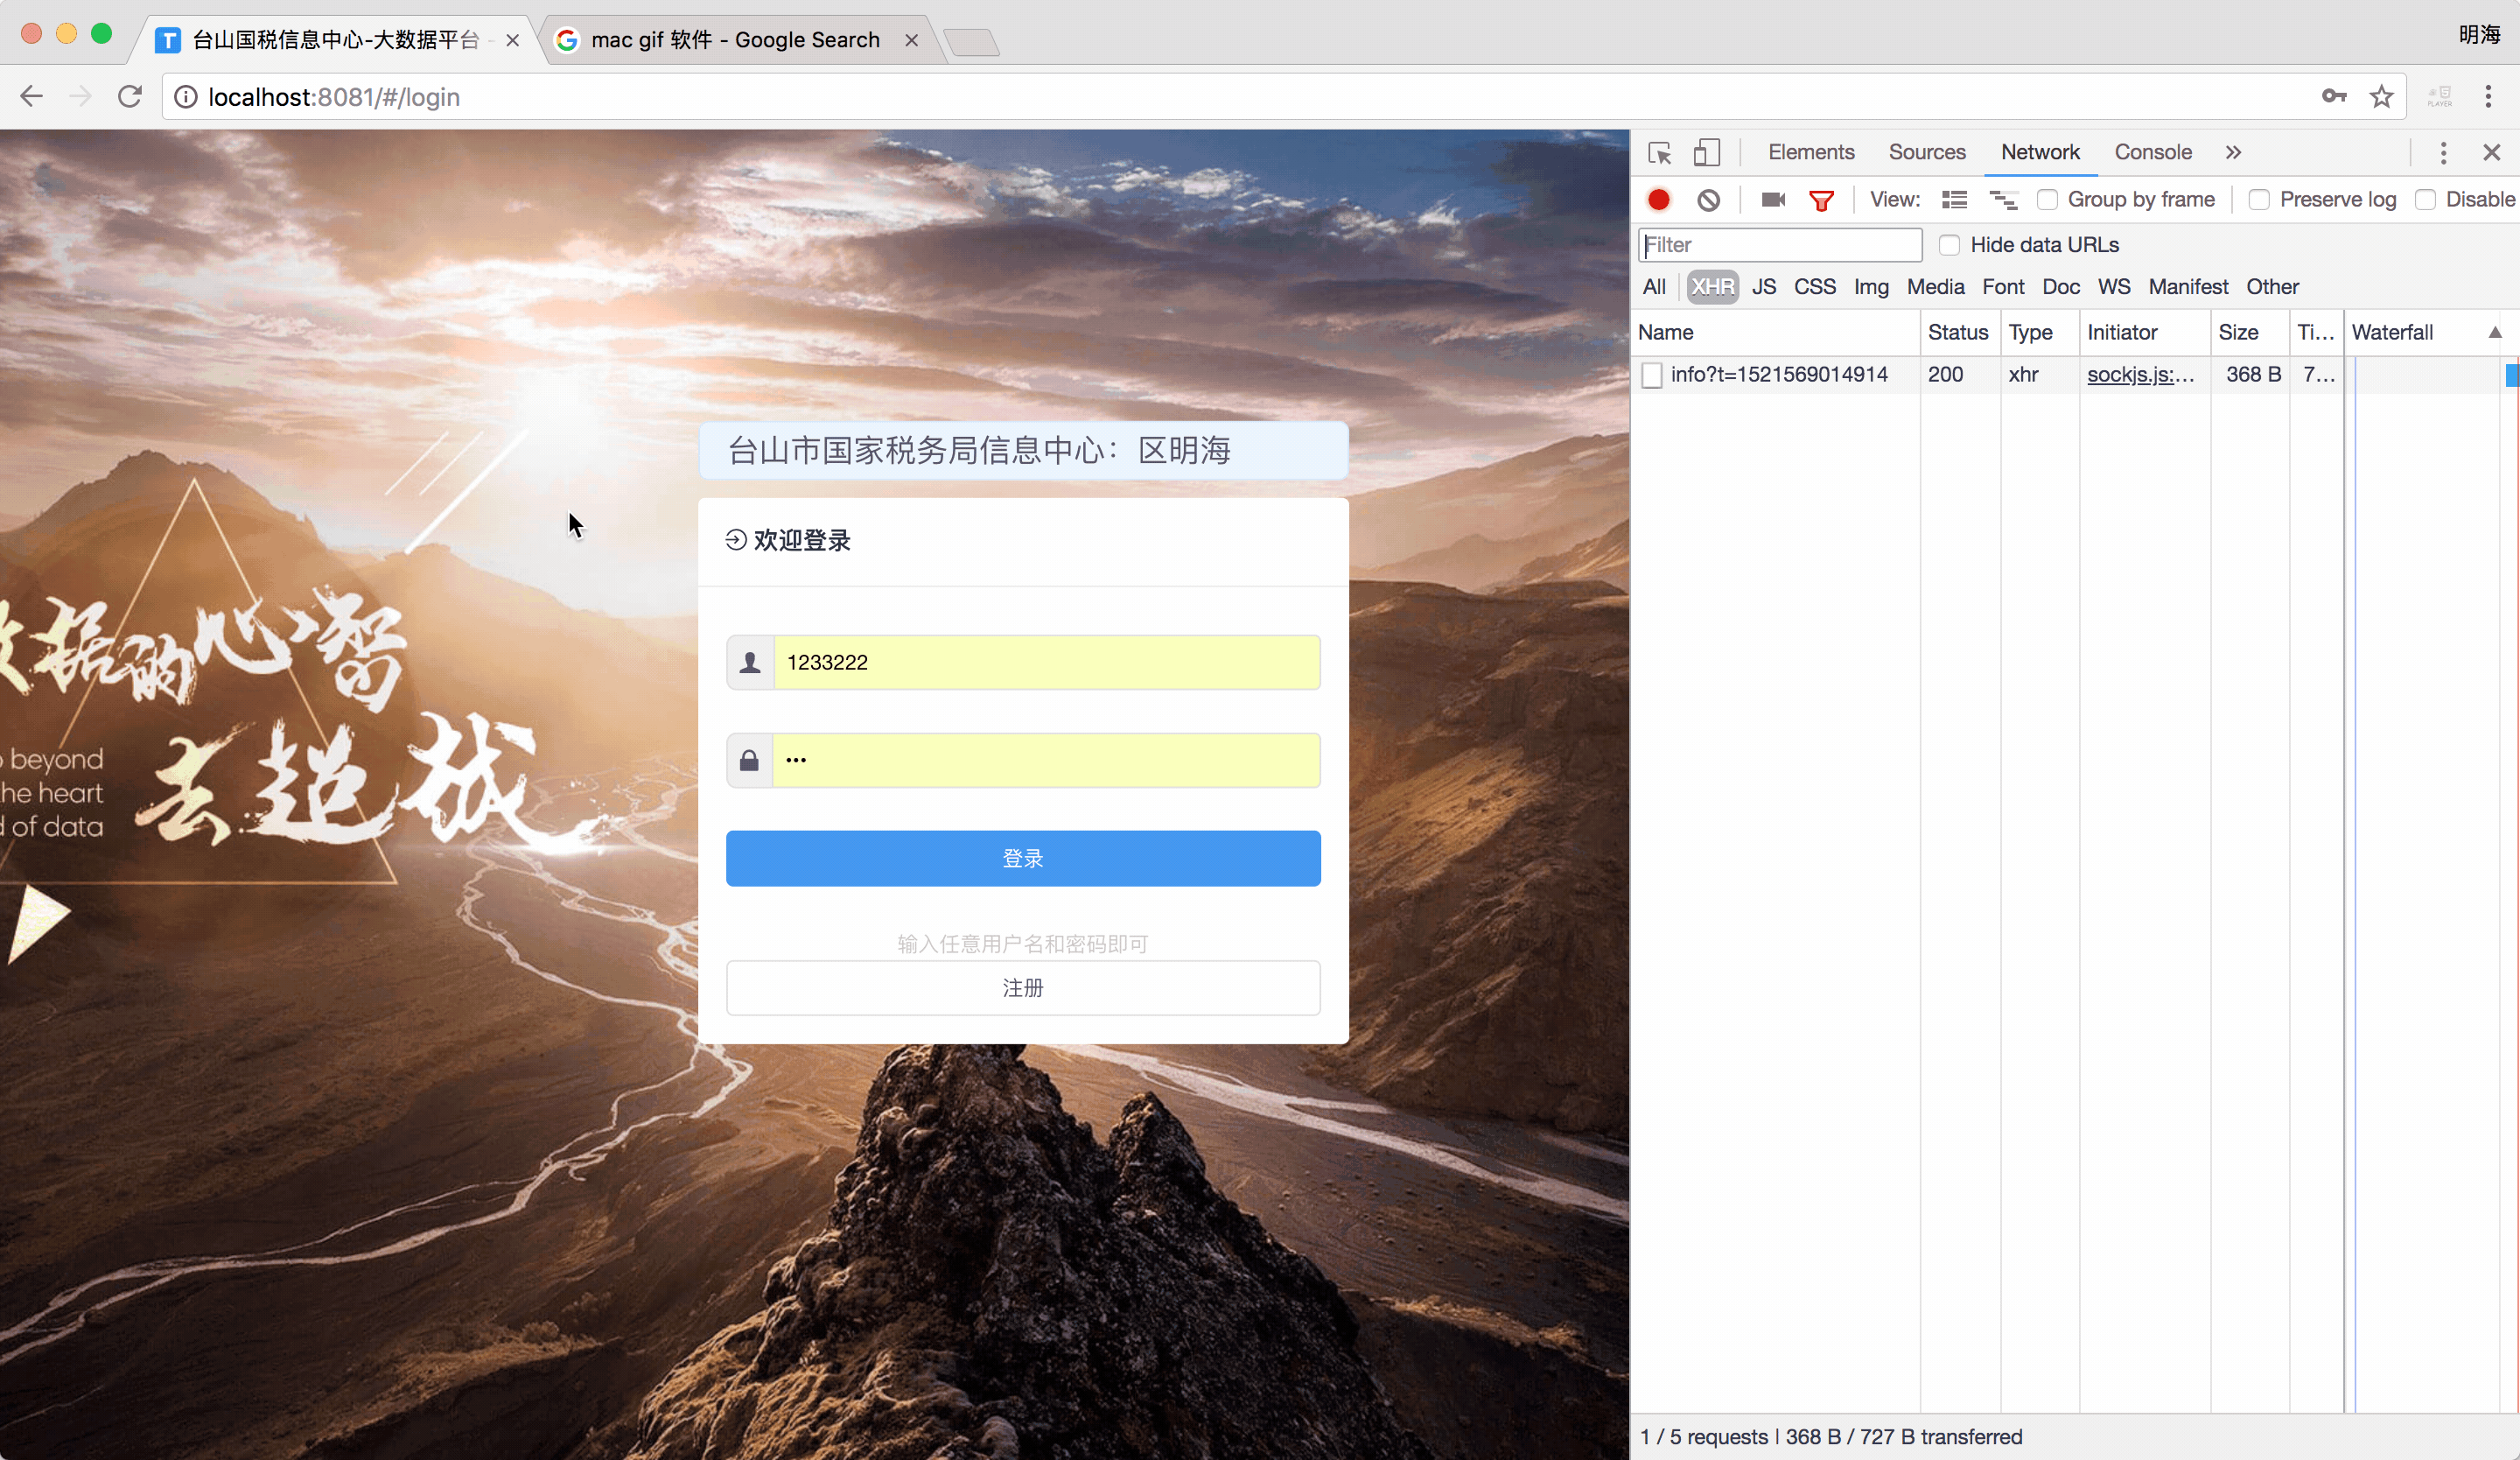 台山国税信息中心-大数据平台 -
mac gif 软件 - Google Search
明海
localhost:8081/#/login
PLAYER
台山市国家税务局信息中心：区明海
欢迎登录
1233222
•••
登录
输入任意用户名和密码即可
注册
数据的心智
去超越
beyond
the heart
of data
Elements Sources Network Console »
View: Group by frame Preserve log Disable
Filter Hide data URLs
All XHR JS CSS Img Media Font Doc WS Manifest Other
Name Status Type Initiator Size Ti... Waterfall
info?t=1521569014914 200 xhr sockjs.js:... 368 B 7...
1 / 5 requests | 368 B / 727 B transferred